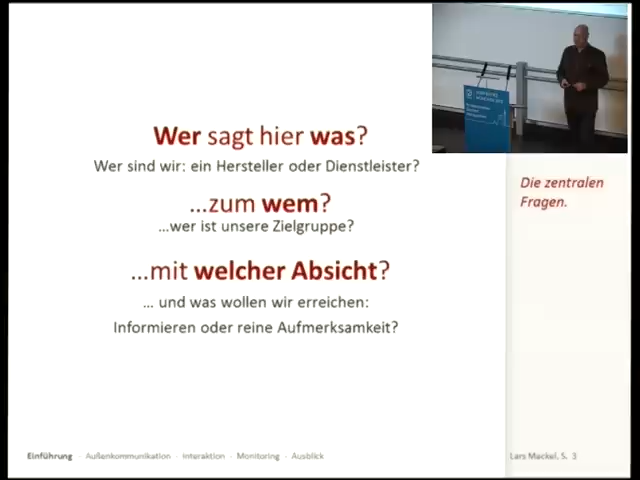 Wer sagt hier was?
Wer sind wir: ein Hersteller oder Dienstleister?
...zum wem?
...wer ist unsere Zielgruppe?
...mit welcher Absicht?
... und was wollen wir erreichen:
Informieren oder reine Aufmerksamkeit?
Die zentralen
Fragen.
Einführung · Außenkommunikation · Interaktion · Monitoring · Ausblick
Lars Mackel, S. 3